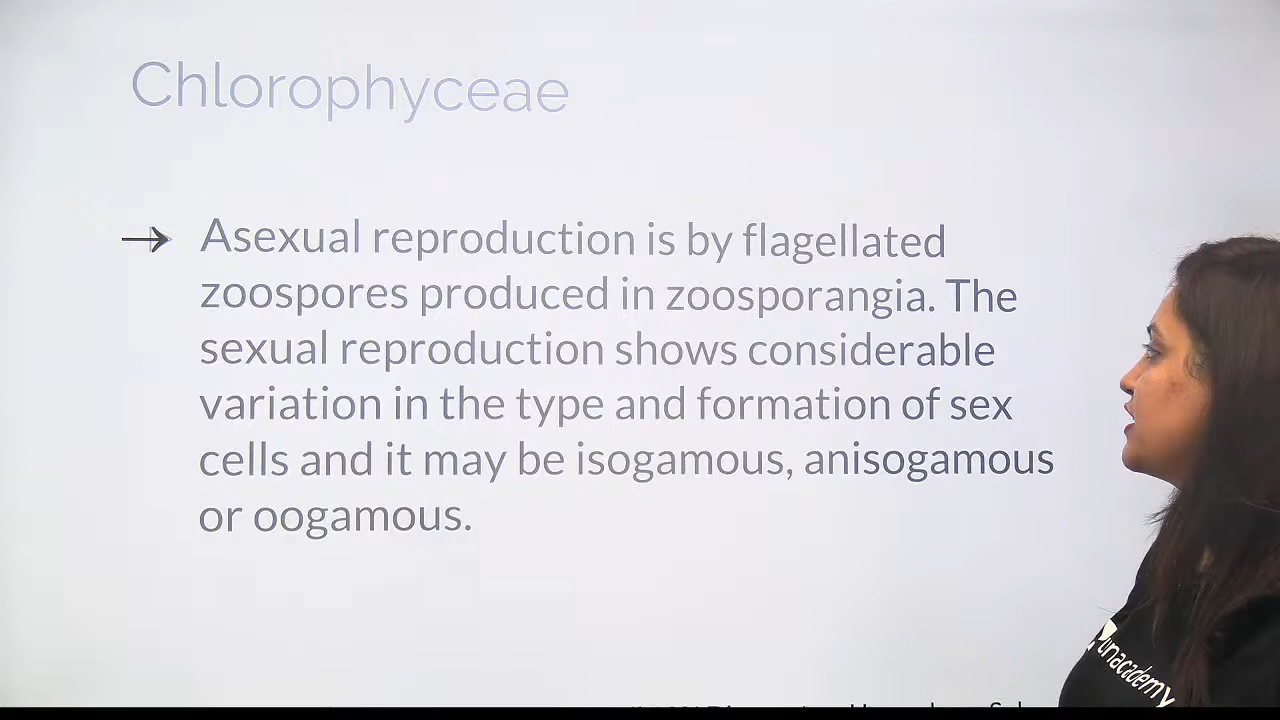 Chlorophyceae
→ Asexual reproduction is by flagellated
zoospores produced in zoosporangia. The
sexual reproduction shows considerable
variation in the type and formation of sex
cells and it may be isogamous, anisogamous
or oogamous.
unacademy